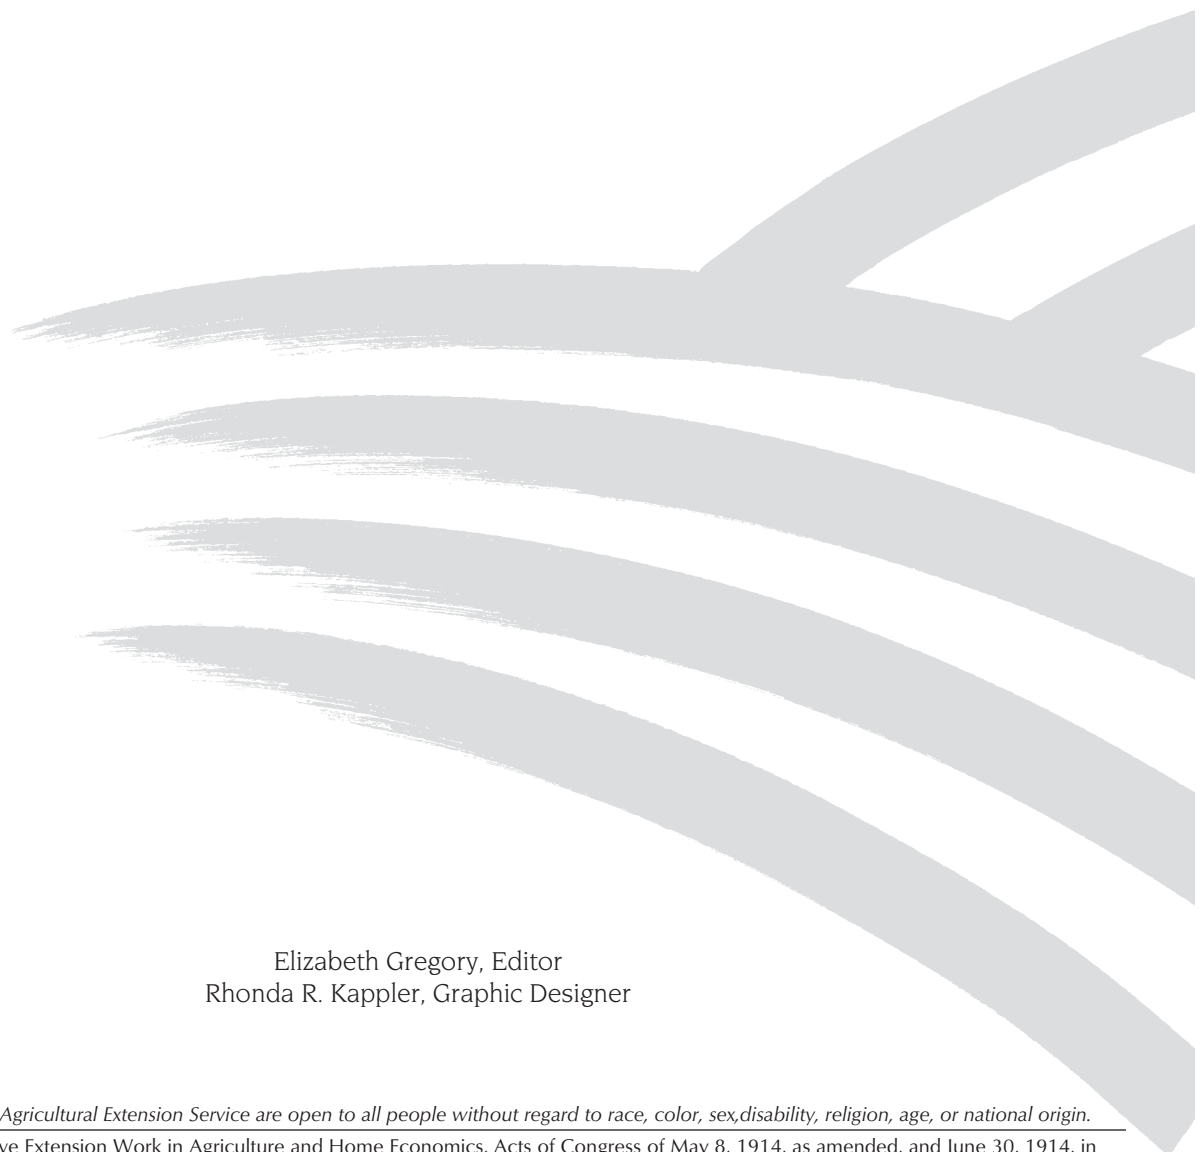 Elizabeth Gregory, Editor
Rhonda R. Kappler, Graphic Designer
Agricultural Extension Service are open to all people without regard to race, color, sex,disability, religion, age, or national origin.
ve Extension Work in Agriculture and Home Economics, Acts of Congress of May 8, 1914, as amended, and June 30, 1914, in